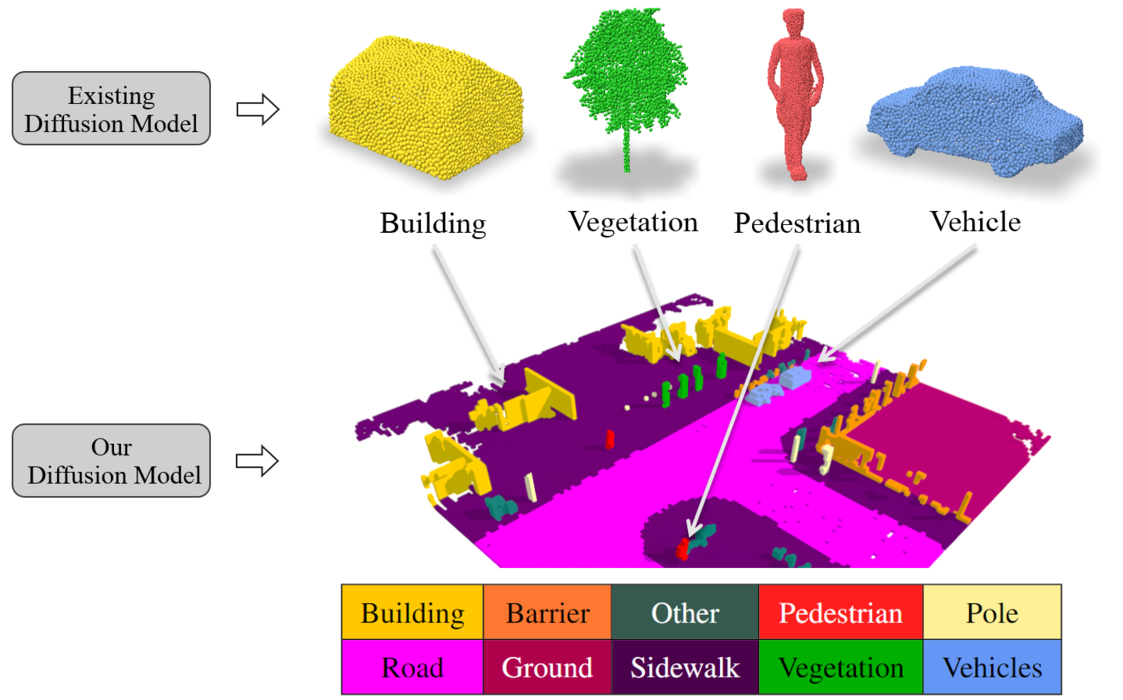 Existing
Diffusion Model
Building
Vegetation
Pedestrian
Vehicle
Our
Diffusion Model
Building Barrier Other Pedestrian Pole
Road Ground Sidewalk Vegetation Vehicles